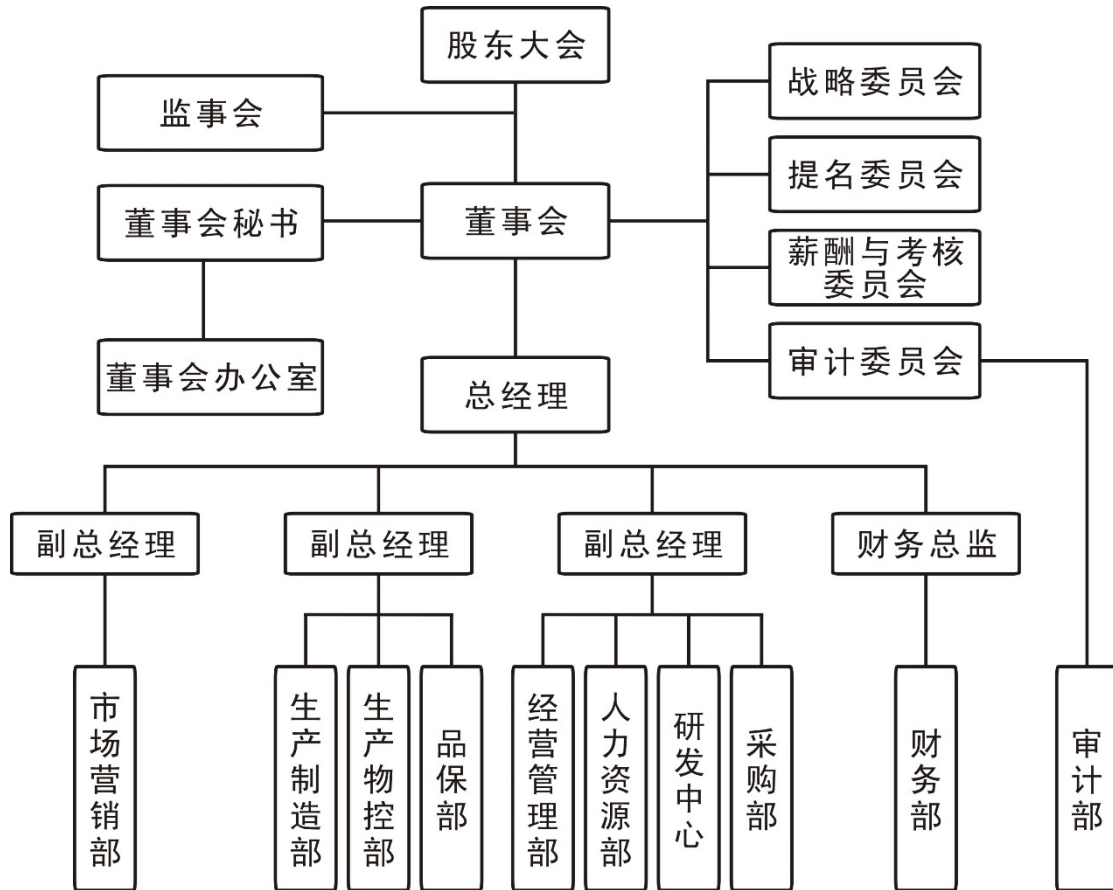 股东大会
监事会
战略委员会
提名委员会
董事会秘书
董事会
薪酬与考核
委员会
董事会办公室
总经理
审计委员会
副总经理
副总经理
副总经理
财务总监
市场营销部
生产制造部
生产物控部
品保部
经营管理部
人力资源部
研发中心
采购部
财务部
审计部